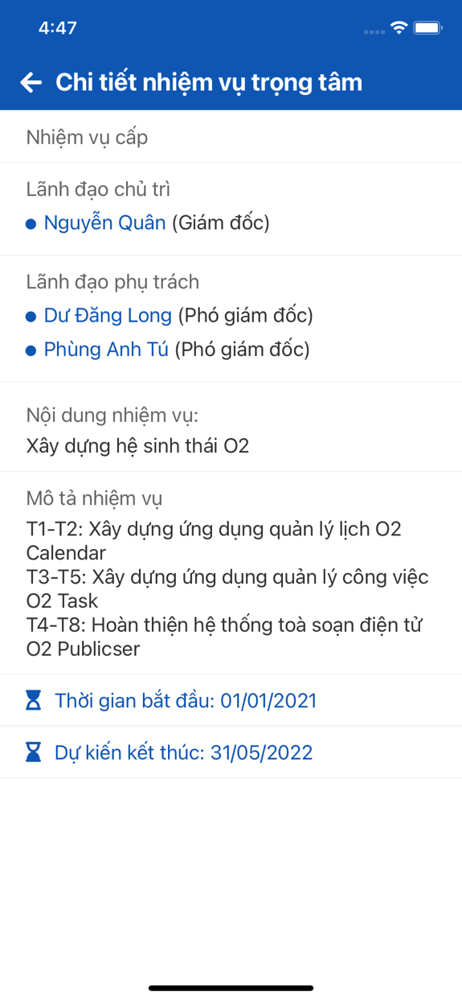 4:47
Chi tiết nhiệm vụ trọng tâm
Nhiệm vụ cấp
Lãnh đạo chủ trì
Nguyễn Quân (Giám đốc)
Lãnh đạo phụ trách
Dư Đăng Long (Phó giám đốc)
Phùng Anh Tú (Phó giám đốc)
Nội dung nhiệm vụ:
Xây dựng hệ sinh thái O2
Mô tả nhiệm vụ
T1-T2: Xây dựng ứng dụng quản lý lịch O2
Calendar
T3-T5: Xây dựng ứng dụng quản lý công việc
O2 Task
T4-T8: Hoàn thiện hệ thống toà soạn điện tử
O2 Publicser
Thời gian bắt đầu: 01/01/2021
Dự kiến kết thúc: 31/05/2022